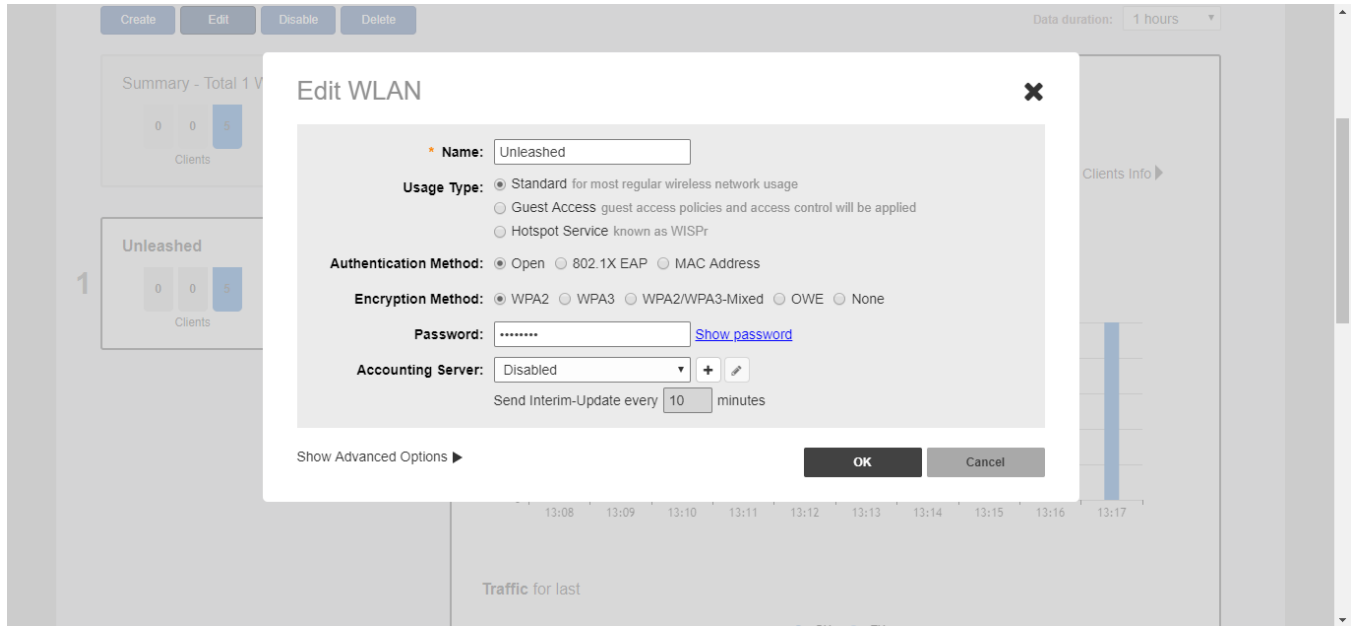 Create Edit Disable Delete Data duration: 1 hours
Summary - Total 1 W
0 0 5
Clients
Clients Info
Unleashed
1
0 0 5
Clients
Edit WLAN
* Name: Unleashed
Usage Type: Standard for most regular wireless network usage
Guest Access guest access policies and access control will be applied
Hotspot Service known as WISPr
Authentication Method: Open 802.1X EAP MAC Address
Encryption Method: WPA2 WPA3 WPA2/WPA3-Mixed OWE None
Password: •••••••• Show password
Accounting Server: Disabled
Send Interim-Update every 10 minutes
Show Advanced Options OK Cancel
13:08 13:09 13:10 13:11 13:12 13:13 13:14 13:15 13:16 13:17
Traffic for last